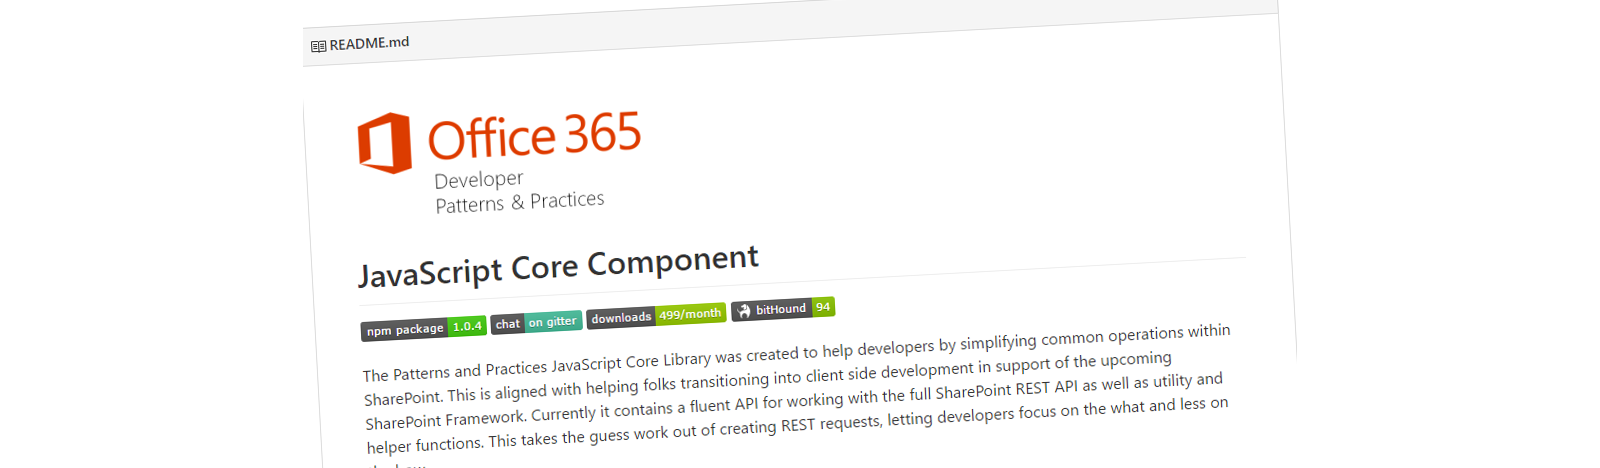 README.md
Office 365
Developer
Patterns & Practices
JavaScript Core Component
npm package 1.0.4 chat on gitter downloads 499/month bitHound 94
The Patterns and Practices JavaScript Core Library was created to help developers by simplifying common operations within
SharePoint. This is aligned with helping folks transitioning into client side development in support of the upcoming
SharePoint Framework. Currently it contains a fluent API for working with the full SharePoint REST API as well as utility and
helper functions. This takes the guess work out of creating REST requests, letting developers focus on the what and less on